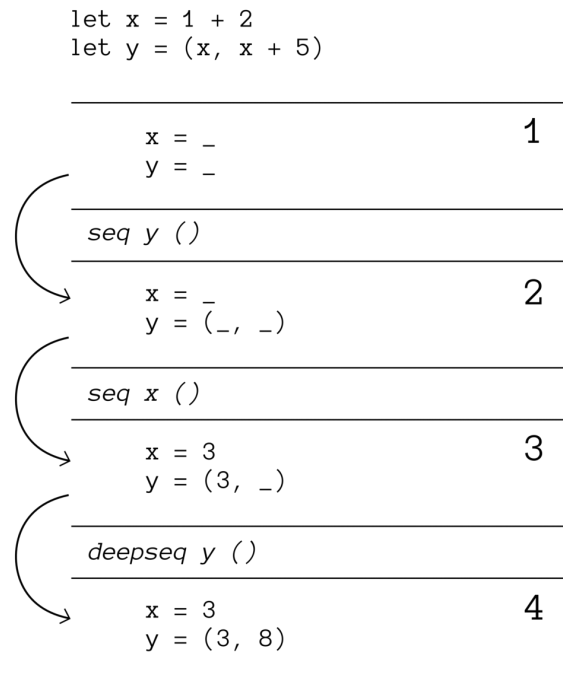 let x = 1 + 2
let y = (x, x + 5)
x = _
1
y = _
seq y ()
x = _
2
y = (_, _)
seq x ()
x = 3
3
y = (3, _)
deepseq y ()
x = 3
4
y = (3, 8)